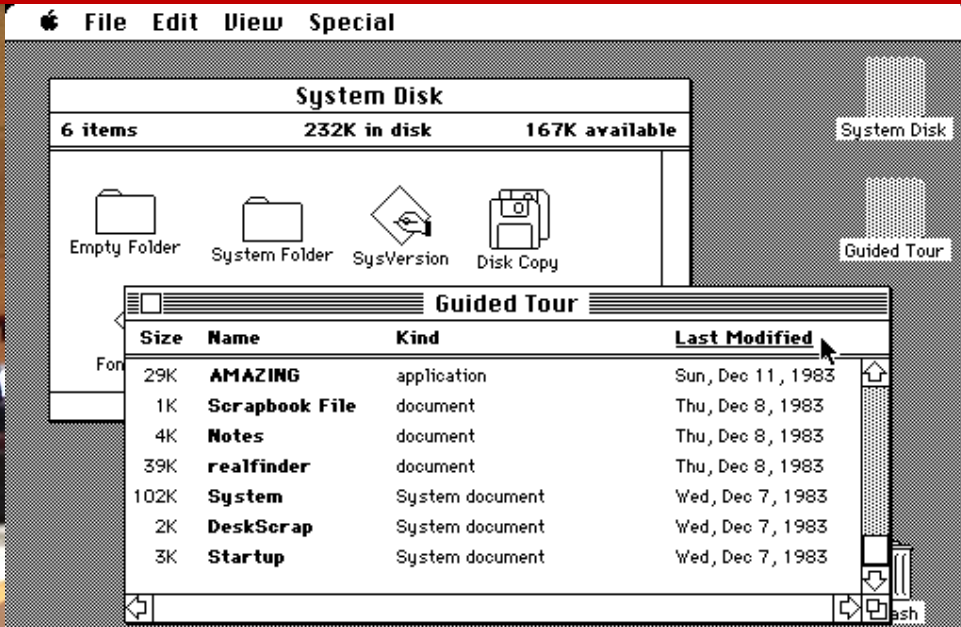 File Edit View Special
System Disk
6 items 232K in disk 167K available
System Disk
Empty Folder System Folder SysVersion Disk Copy
Guided Tour
Guided Tour
Size Name Kind Last Modified
Fon
29K AMAZING application Sun, Dec 11, 1983
1K Scrapbook File document Thu, Dec 8, 1983
4K Notes document Thu, Dec 8, 1983
39K realfinder document Thu, Dec 8, 1983
102K System System document Wed, Dec 7, 1983
2K DeskScrap System document Wed, Dec 7, 1983
3K Startup System document Wed, Dec 7, 1983
ash